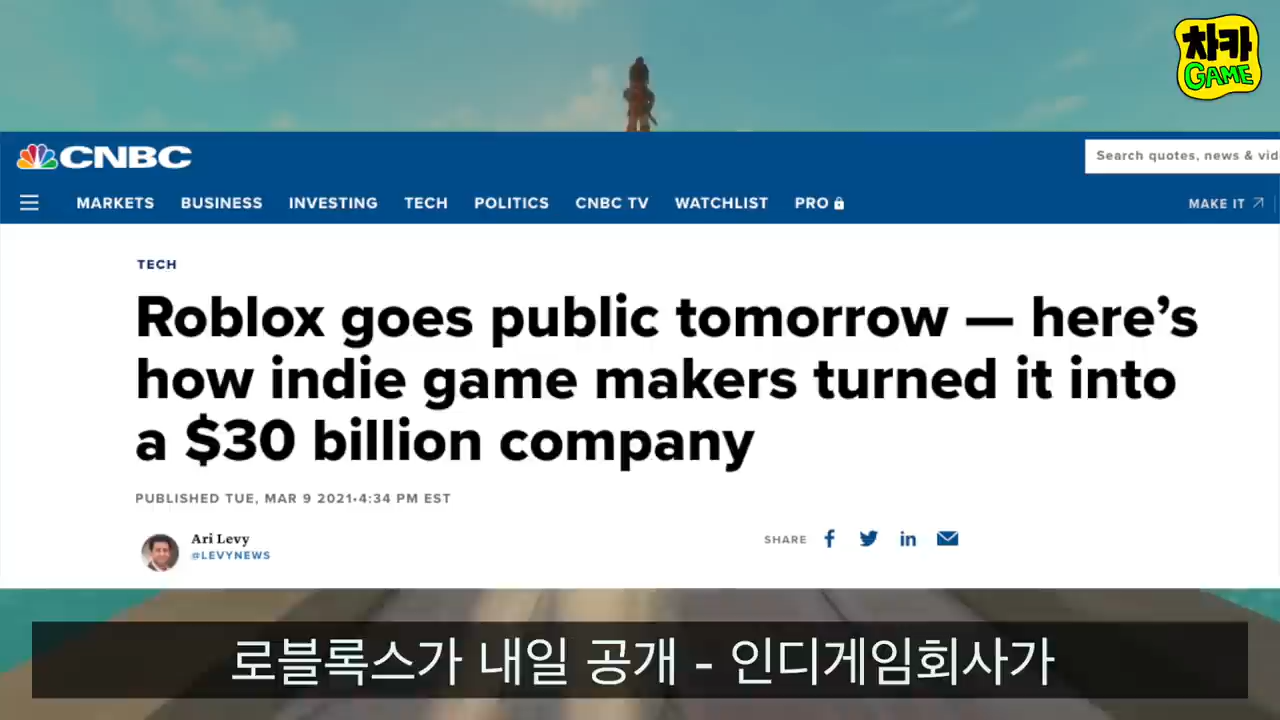 차카
GAME
CNBC
Search quotes, news & vid
MARKETS BUSINESS INVESTING TECH POLITICS CNBC TV WATCHLIST PRO
MAKE IT
TECH
Roblox goes public tomorrow — here’s
how indie game makers turned it into
a $30 billion company
PUBLISHED TUE, MAR 9 2021•4:34 PM EST
Ari Levy
@LEVYNEWS
SHARE
로블록스가 내일 공개 - 인디게임회사가